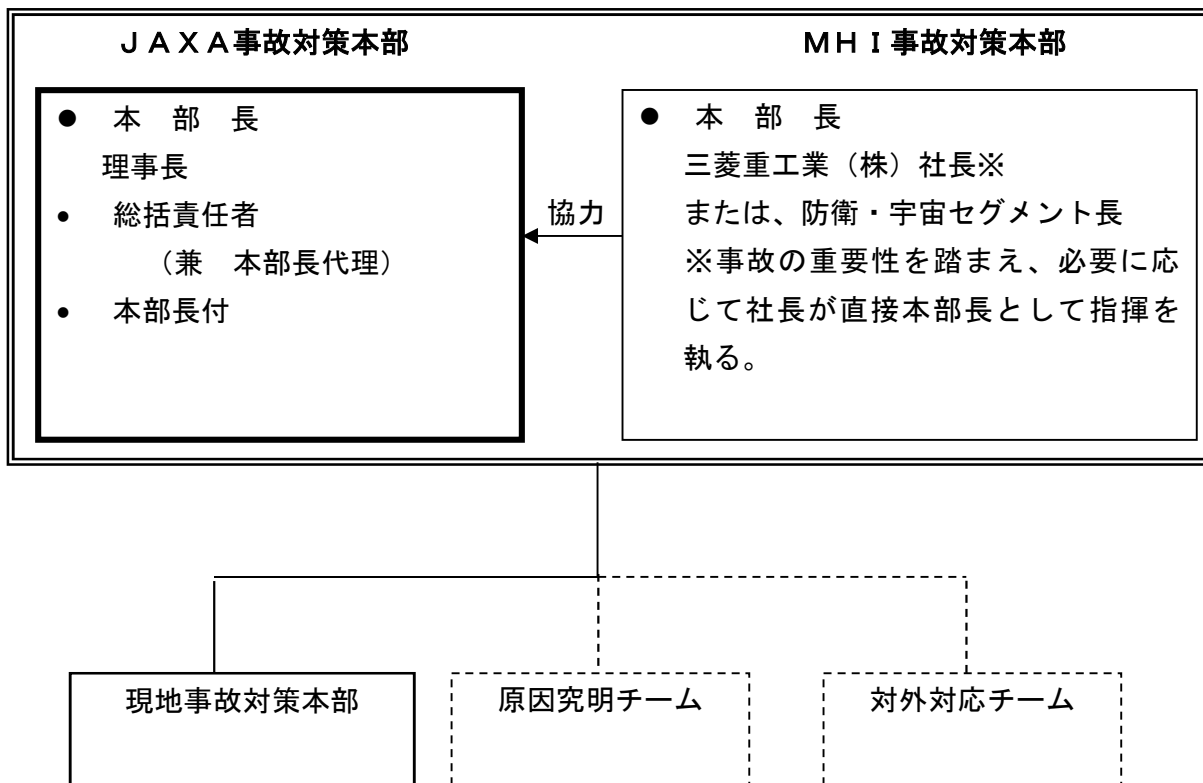 ＪＡＸＡ事故対策本部
● 本　部　長
理事長
• 総括責任者
（兼　本部長代理）
• 本部長付
協力
ＭＨＩ事故対策本部
● 本　部　長
三菱重工業（株）社長※
または、防衛・宇宙セグメント長
※事故の重要性を踏まえ、必要に応
じて社長が直接本部長として指揮を
執る。
現地事故対策本部
原因究明チーム
対外対応チーム